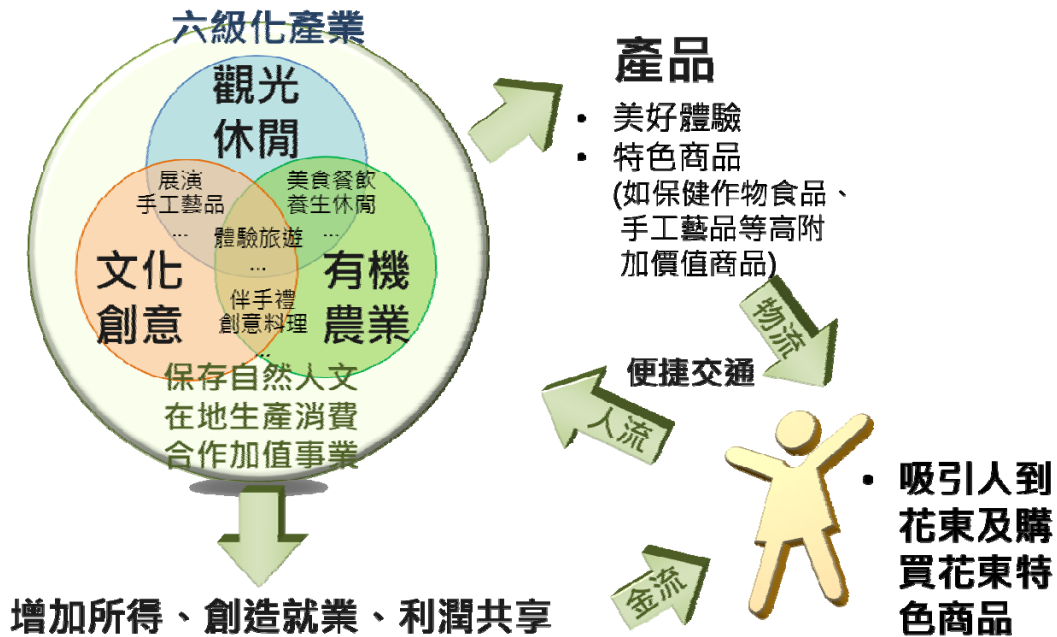 六級化產業
觀光
休閒
展演
手工藝品
...
美食餐飲
養生休閒
...
體驗旅遊
...
文化
創意
有機
農業
伴手禮
創意料理
...
保存自然人文
在地生產消費
合作加值事業
產品
• 美好體驗
• 特色商品
(如保健作物食品、
手工藝品等高附
加價值商品)
物流
便捷交通
人流
金流
• 吸引人到
花東及購
買花東特
色商品
增加所得、創造就業、利潤共享